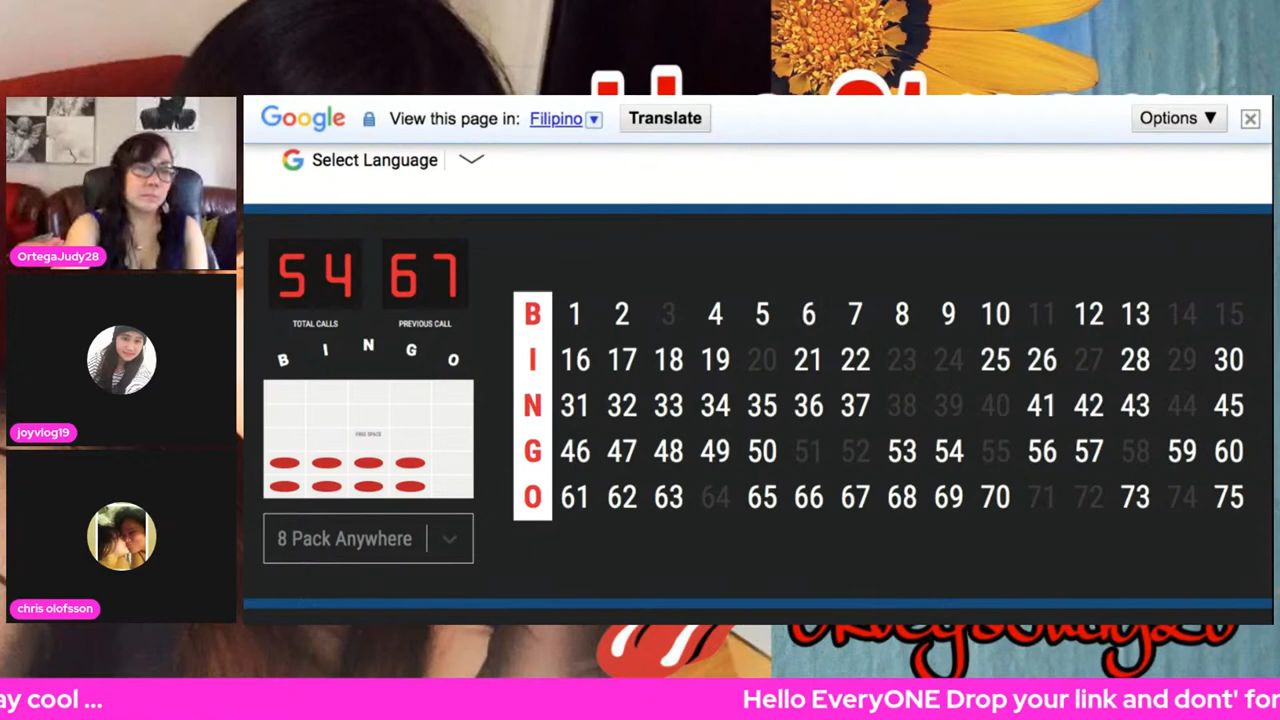 Google View this page in: Filipino Translate Options ▼
G Select Language
OrtegaJudy28
54 67
TOTAL CALLS PREVIOUS CALL
B I N G O
FREE SPACE
8 Pack Anywhere
B 1 2 3 4 5 6 7 8 9 10 11 12 13 14 15
I 16 17 18 19 20 21 22 23 24 25 26 27 28 29 30
N 31 32 33 34 35 36 37 38 39 40 41 42 43 44 45
G 46 47 48 49 50 51 52 53 54 55 56 57 58 59 60
O 61 62 63 64 65 66 67 68 69 70 71 72 73 74 75
joyvlog19
chris olofsson
ay cool ... Hello EveryONE Drop your link and dont' for